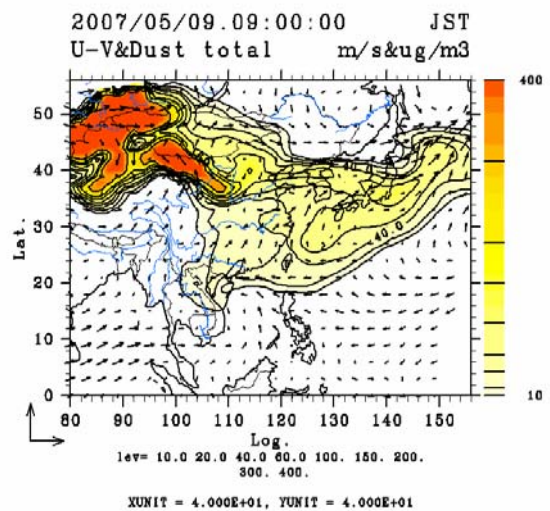 2007/05/09.09:00:00 JST
U-V&Dust total m/s&ug/m3
400
50
40
30
20
10
0
Lat.
40.0
10
80 90 100 110 120 130 140 150
Log.
lev= 10.0 20.0 40.0 60.0 100. 150. 200.
300. 400.
XUNIT = 4.000E+01, YUNIT = 4.000E+01